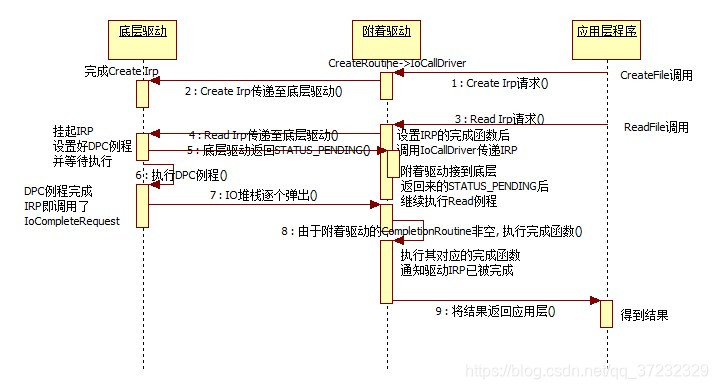 底层驱动
附着驱动
应用层程序
CreateRoutine->IoCallDriver
完成Create Irp
1 : Create Irp请求()
CreateFile调用
2 : Create Irp传递至底层驱动()
3 : Read Irp请求()
ReadFile调用
挂起IRP
设置好DPC例程
并等待执行
4 : Read Irp传递至底层驱动()
设置IRP的完成函数后
调用IoCallDriver传递IRP
5 : 底层驱动返回STATUS_PENDING()
附着驱动接到底层
返回来的STATUS_PENDING后
继续执行Read例程
6 : 执行DPC例程()
DPC例程完成
IRP即调用了
IoCompleteRequest
7 : IO堆栈逐个弹出()
8 : 由于附着驱动的CompletionRoutine非空, 执行完成函数()
执行其对应的完成函数
通知驱动IRP已被完成
9 : 将结果返回应用层()
得到结果
https://blog.csdn.net/qq_37232329